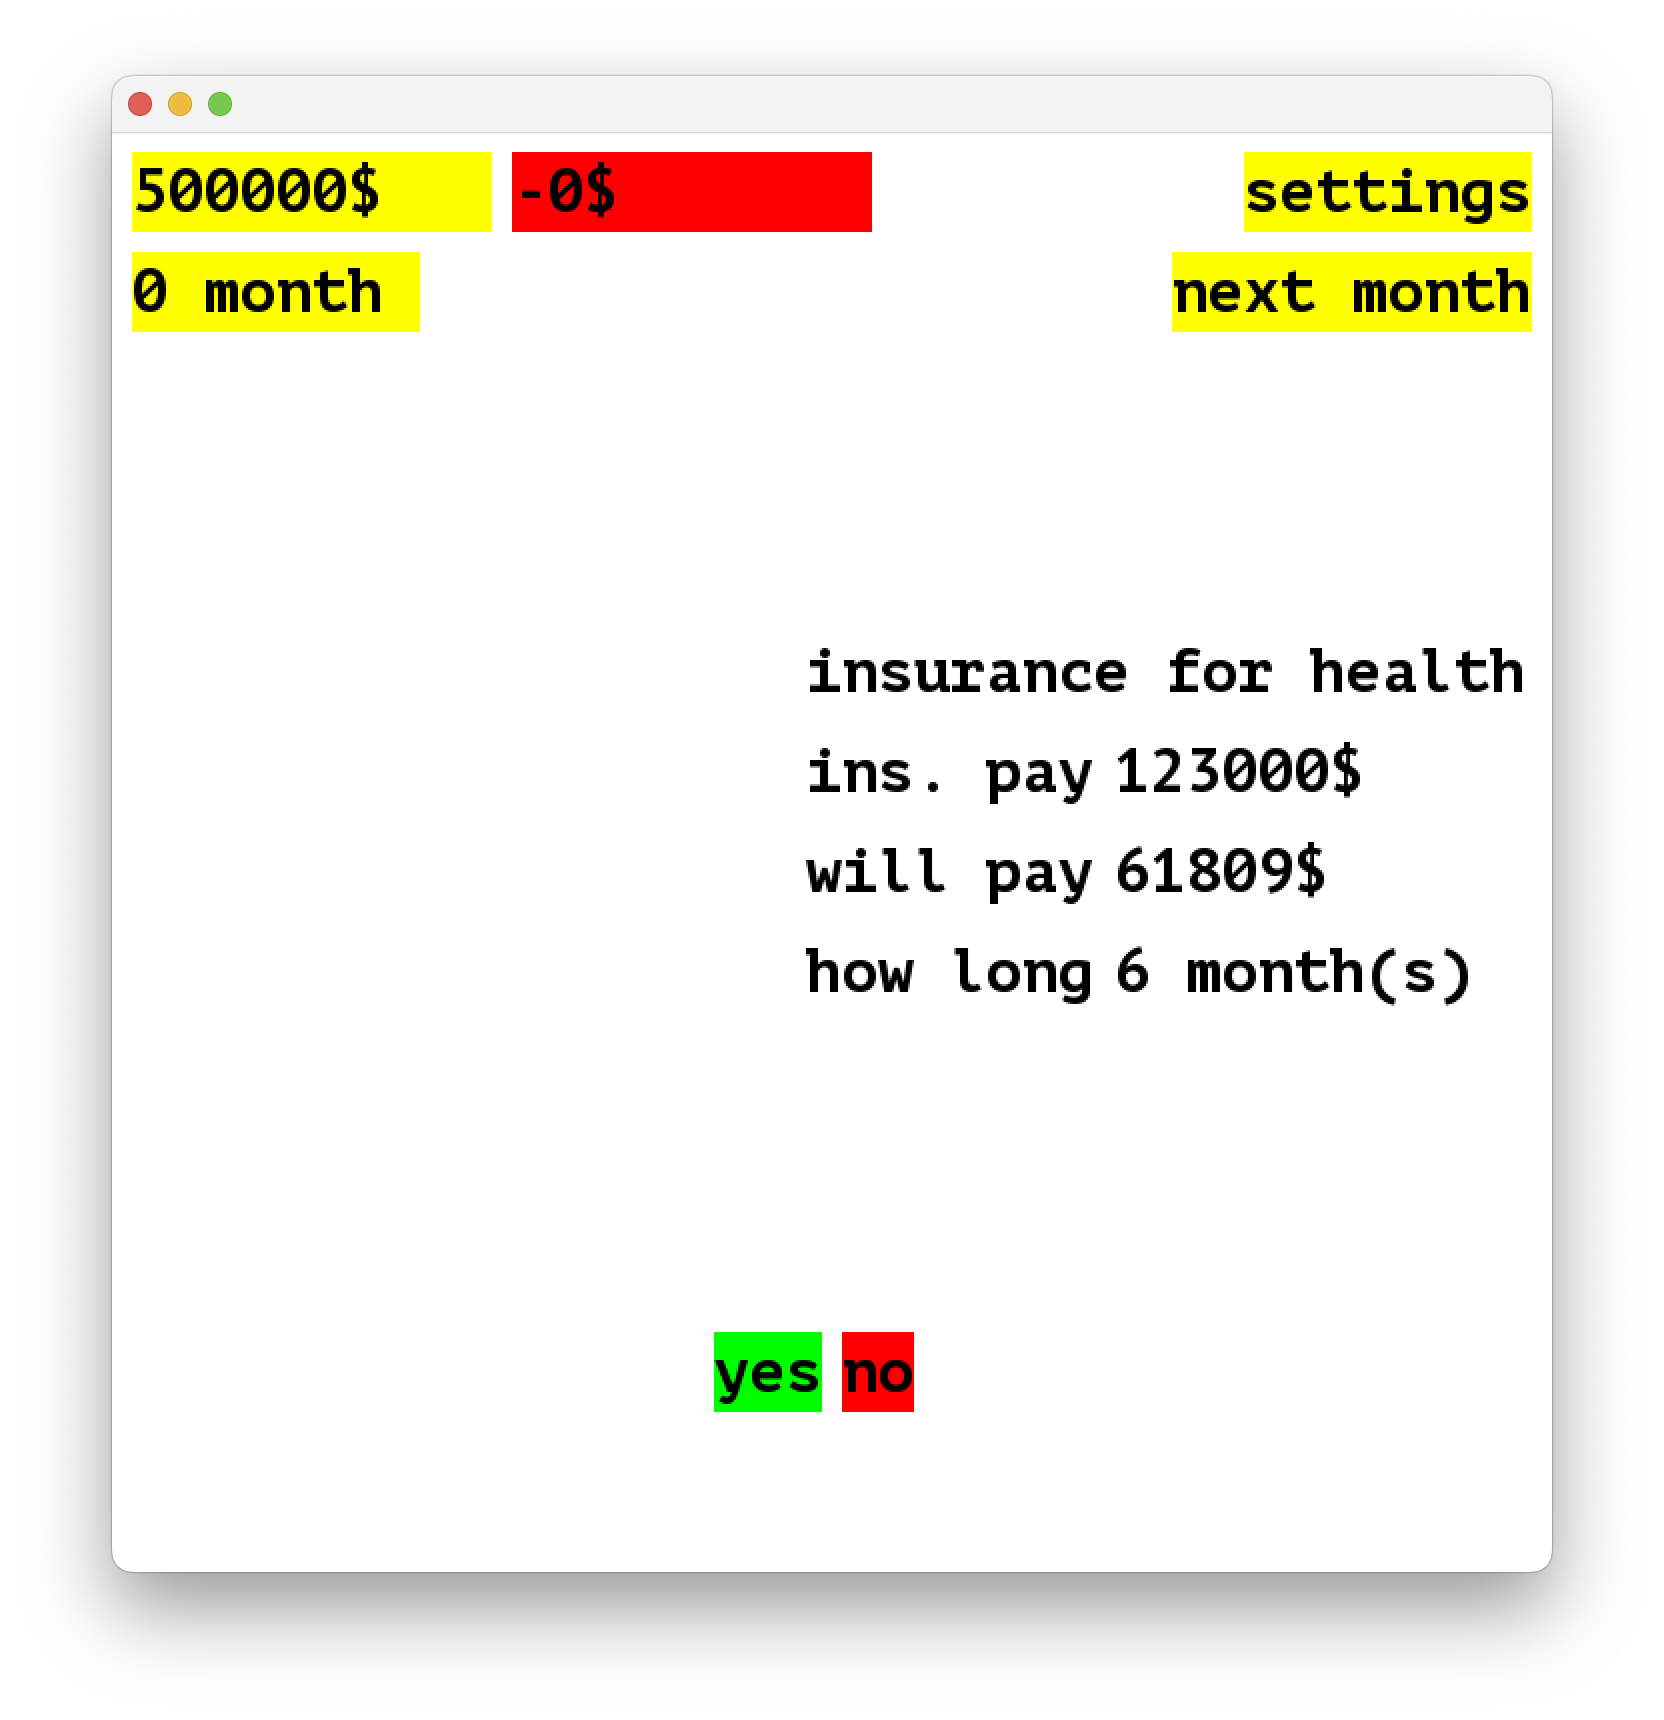 500000$ -0$ settings
0 month next month
insurance for health
ins. pay 123000$
will pay 61809$
how long 6 month(s)
yes no